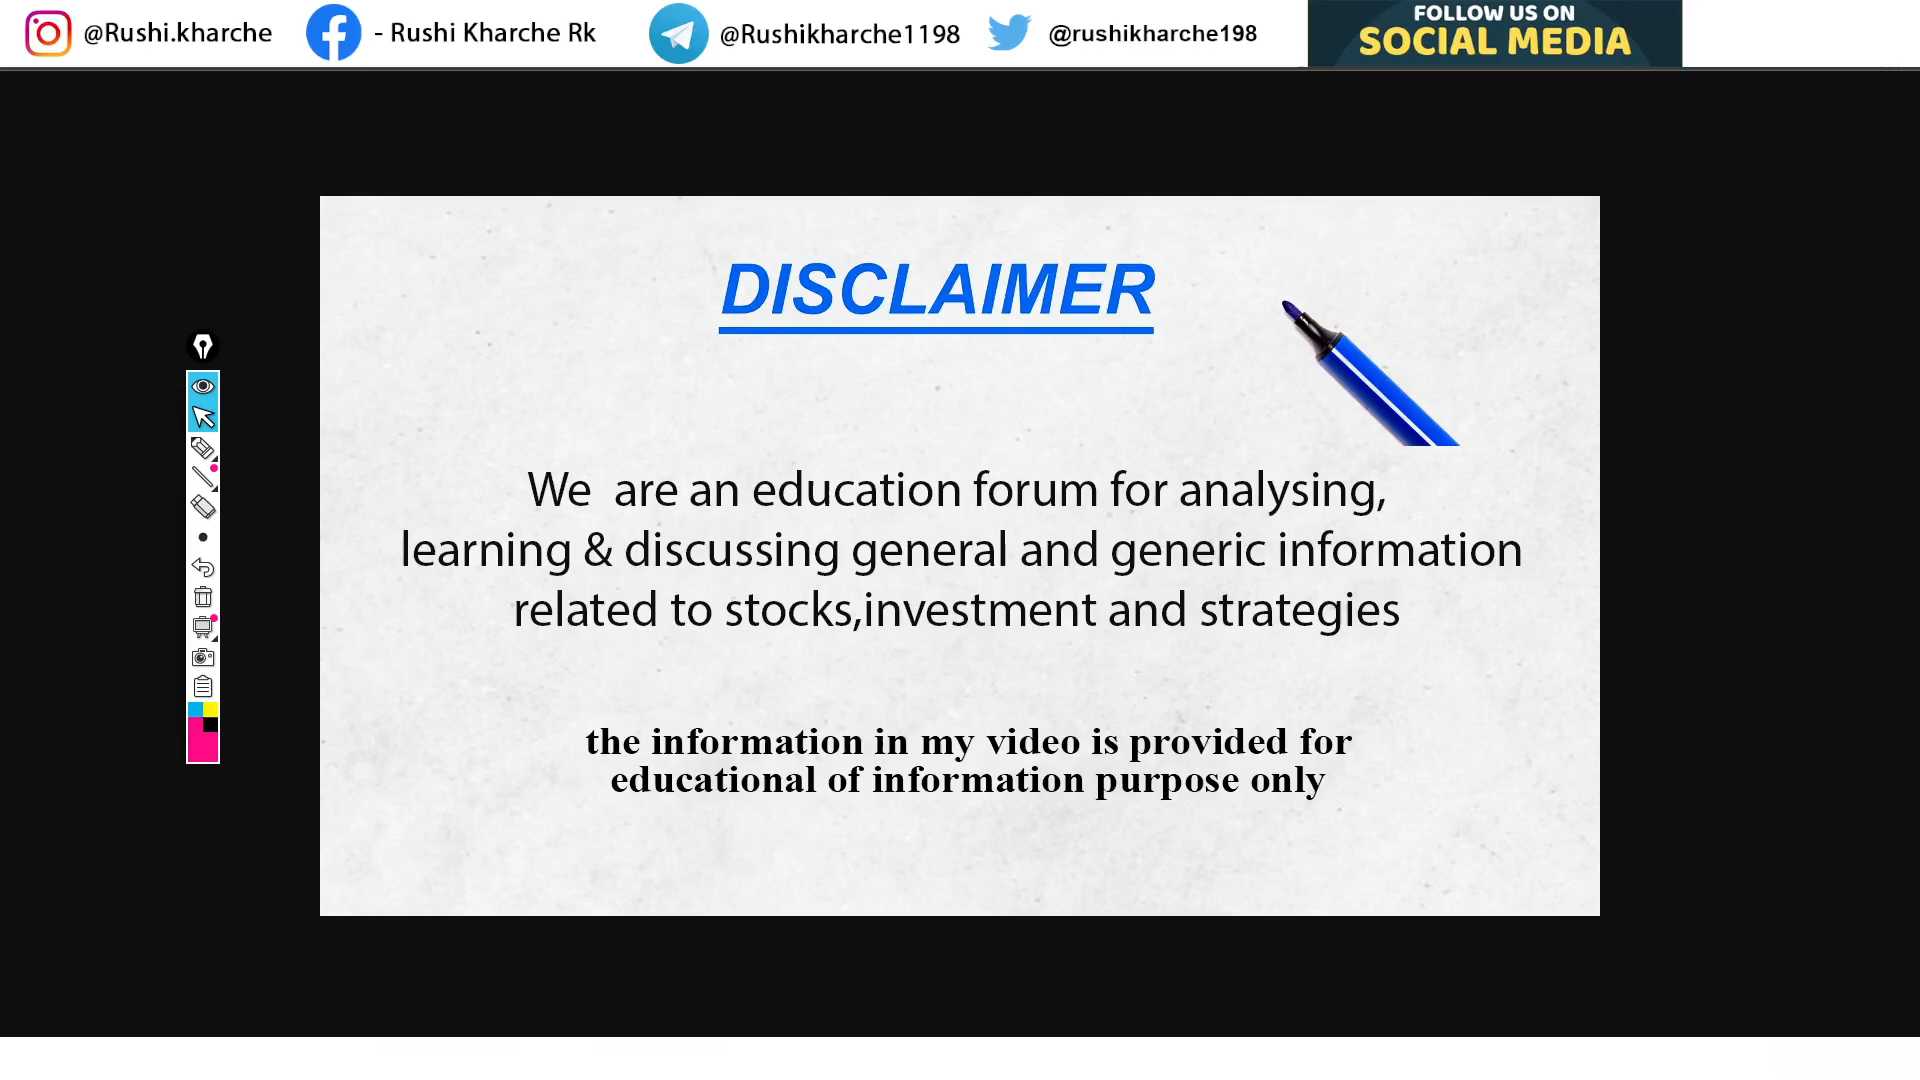 @Rushi.kharche
- Rushi Kharche Rk
@Rushikharche1198
@rushikharche198
FOLLOW US ON
SOCIAL MEDIA
DISCLAIMER
We are an education forum for analysing,
learning & discussing general and generic information
related to stocks,investment and strategies
the information in my video is provided for
educational of information purpose only